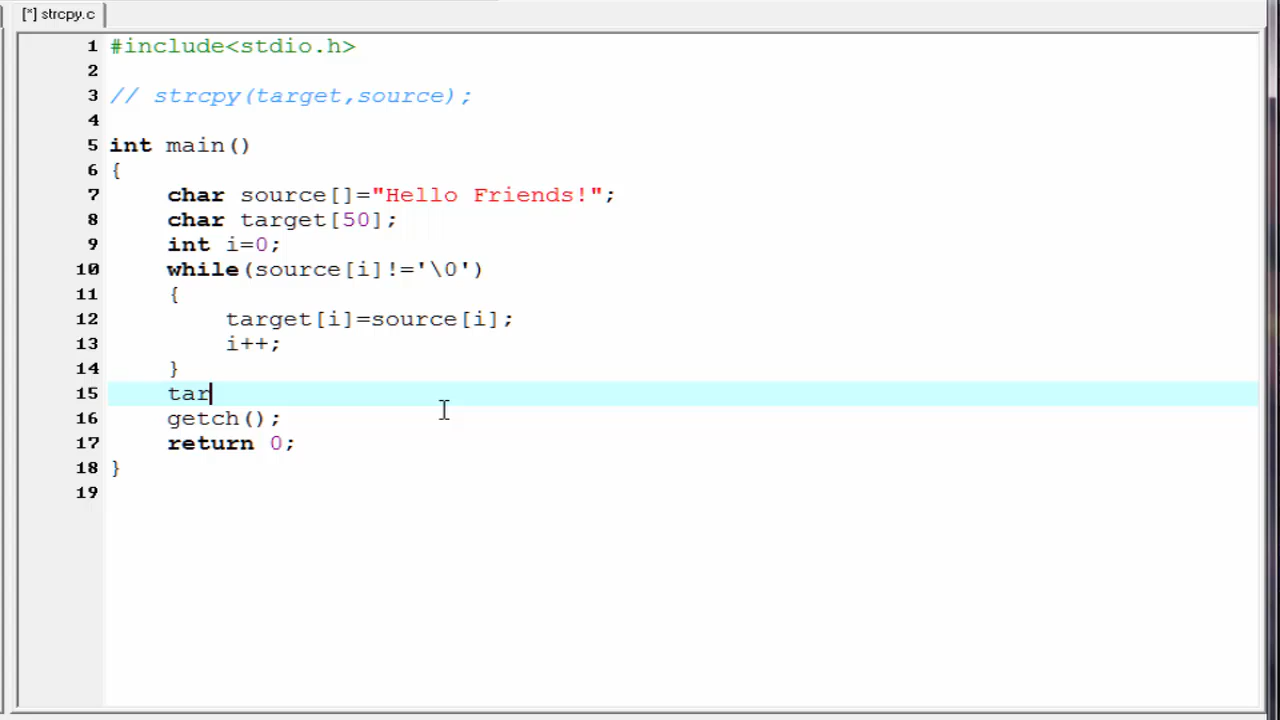 [*] strcpy.c
1 #include<stdio.h>
2
3 // strcpy(target,source);
4
5 int main()
6 {
7 char source[]="Hello Friends!";
8 char target[50];
9 int i=0;
10 while(source[i]!='\0')
11 {
12 target[i]=source[i];
13 i++;
14 }
15 tar
16 getch();
17 return 0;
18 }
19